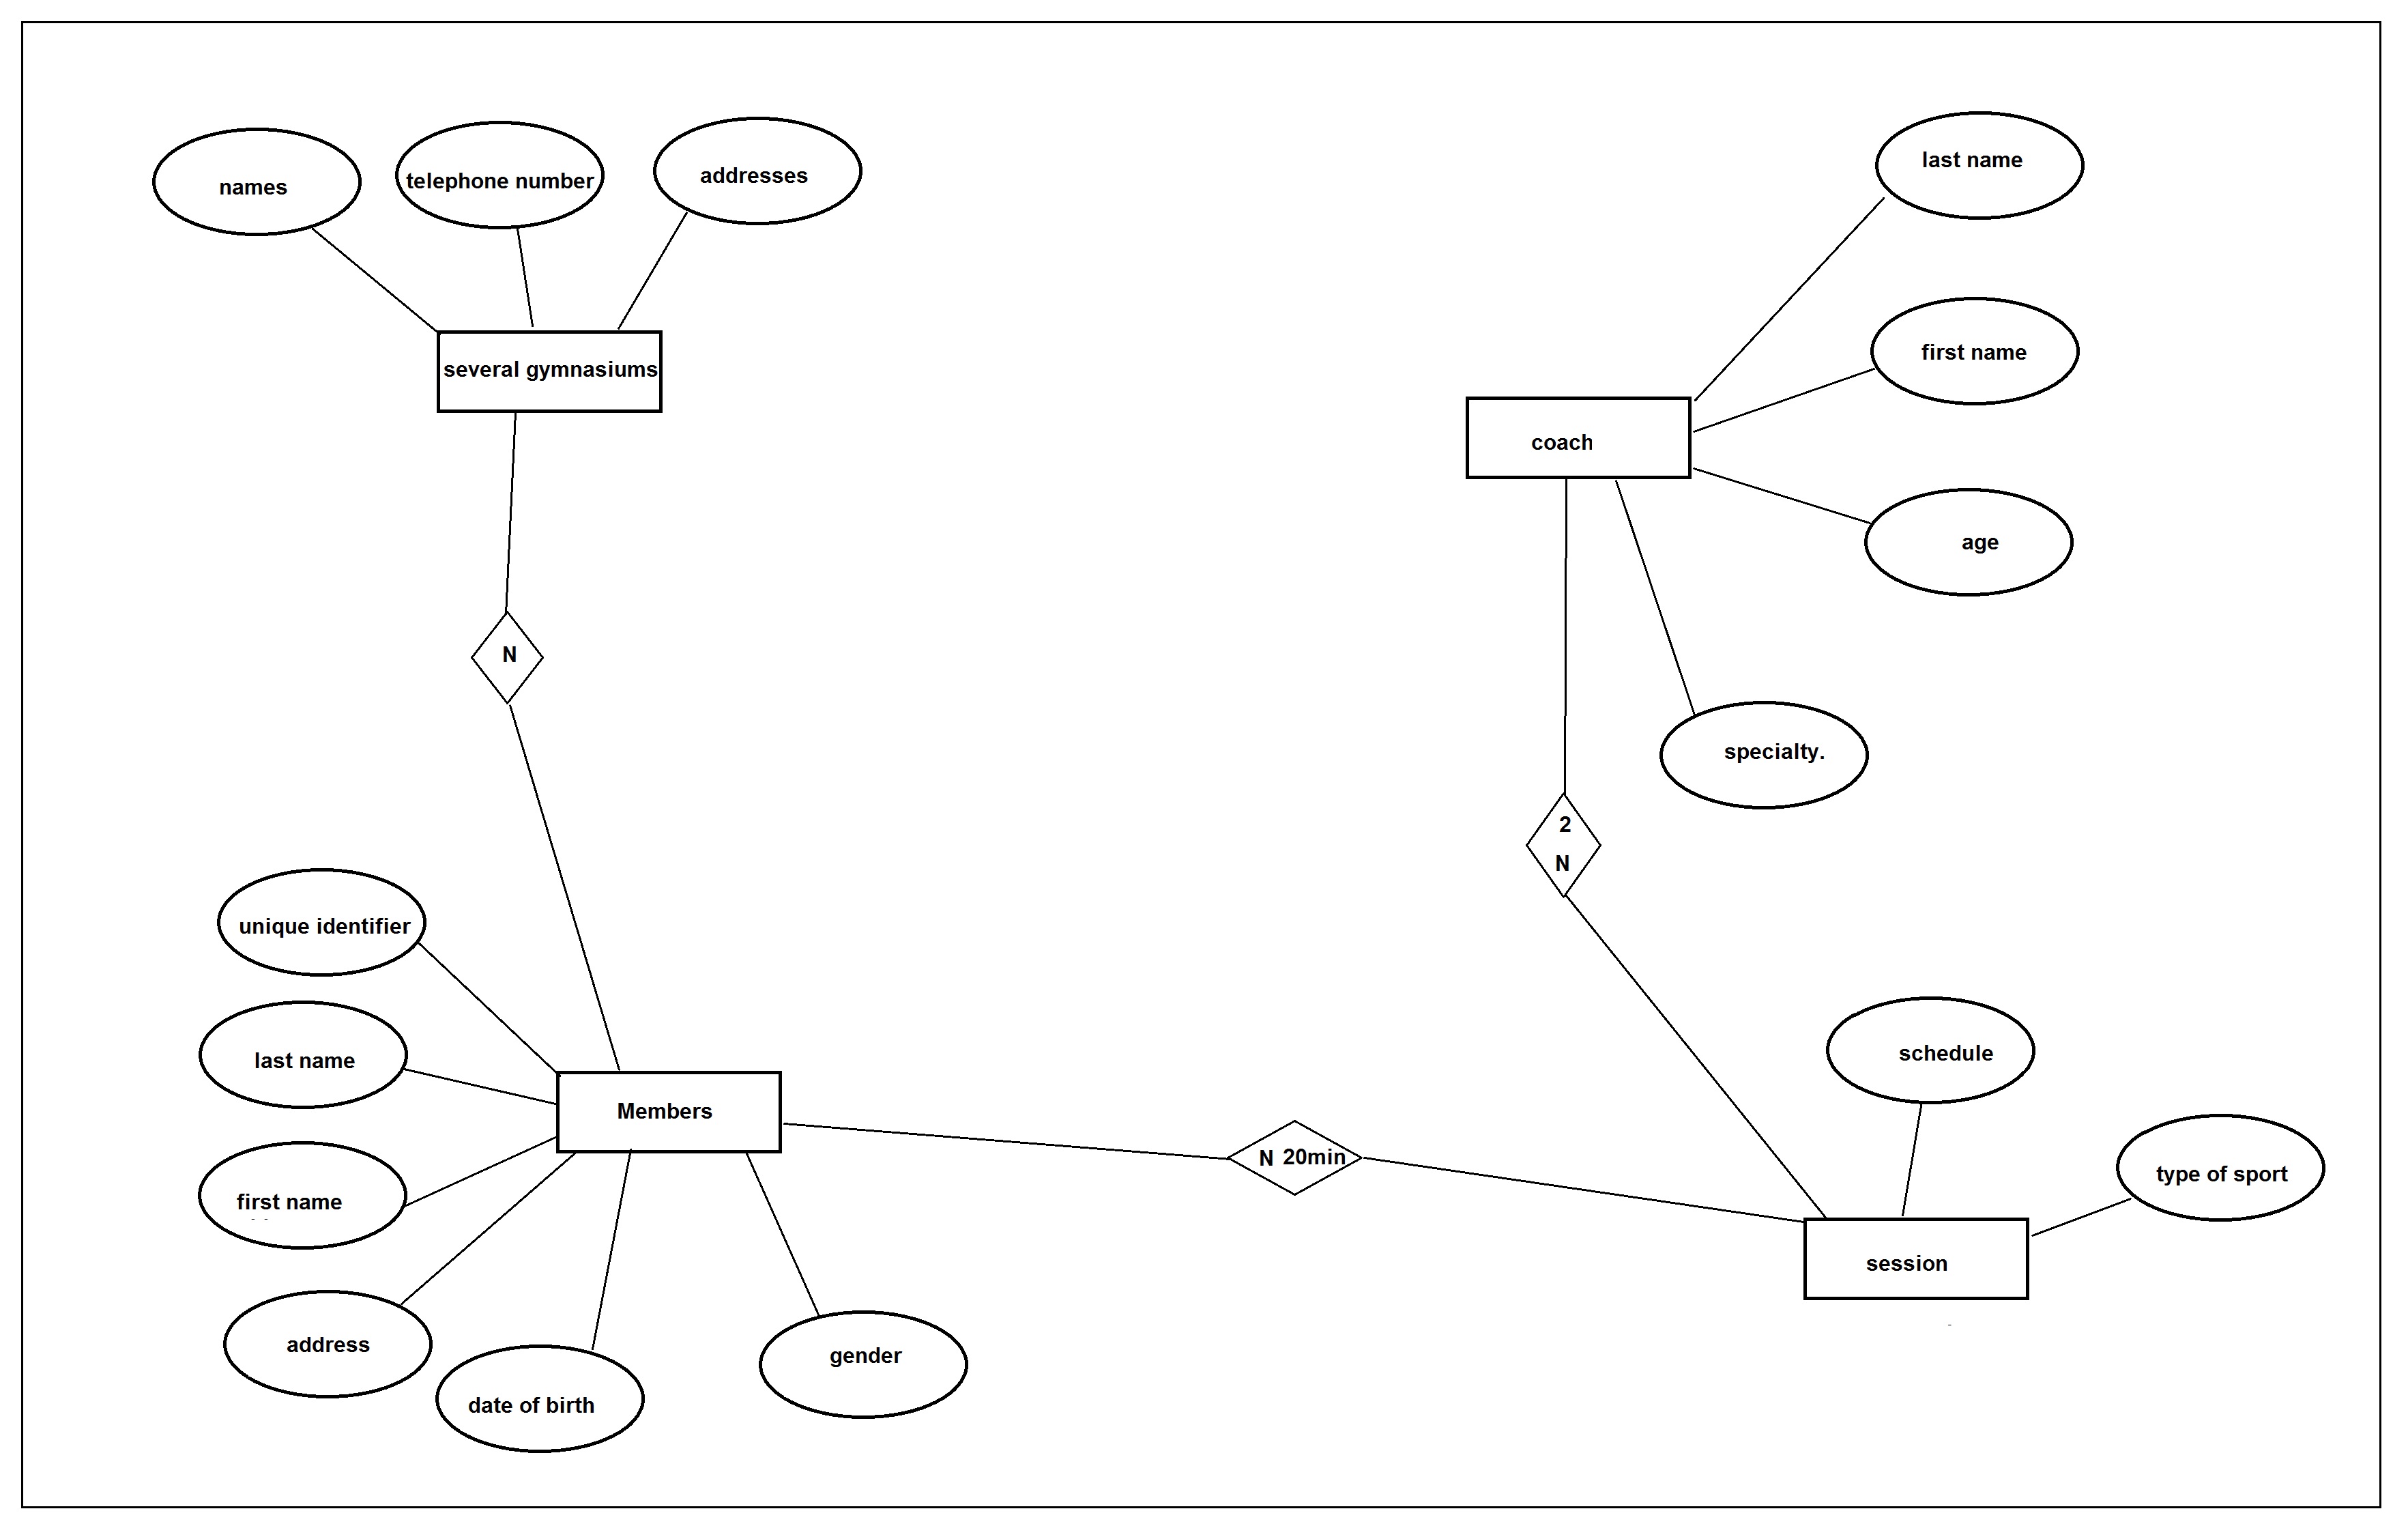 names
telephone number
addresses
last name
several gymnasiums
first name
coach
age
N
specialty.
2
N
unique identifier
last name
schedule
Members
N 20min
type of sport
first name
session
address
gender
date of birth